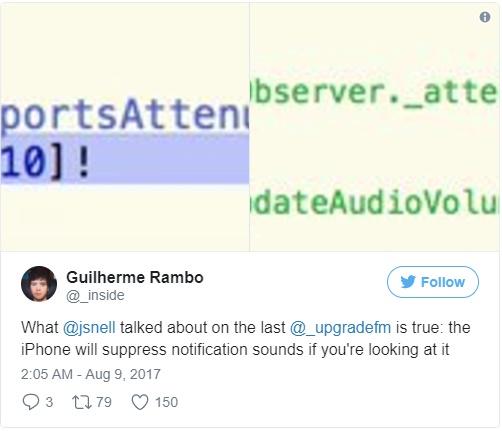 portsAttenu
10]!
bserver._atte
dateAudioVolu
Guilherme Rambo
@_inside
Follow
What @jsnell talked about on the last @_upgradefm is true: the
iPhone will suppress notification sounds if you're looking at it
2:05 AM - Aug 9, 2017
3 79 150